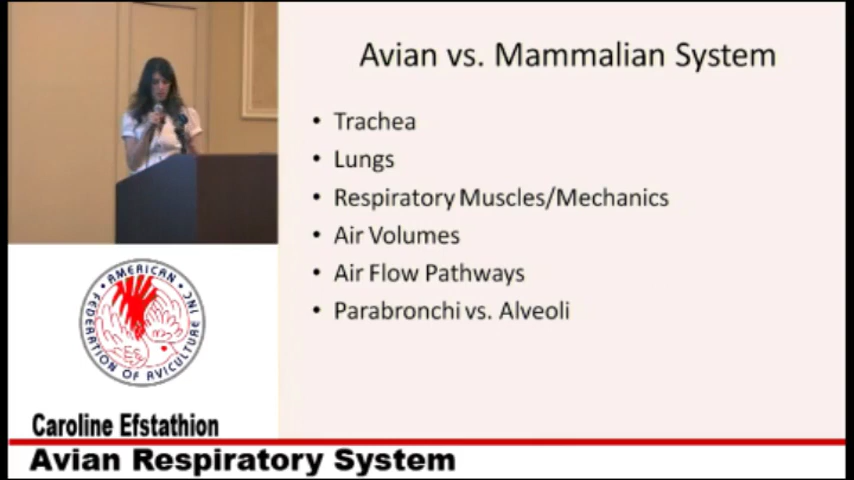 Avian vs. Mammalian System
• Trachea
• Lungs
• Respiratory Muscles/Mechanics
• Air Volumes
• Air Flow Pathways
• Parabronchi vs. Alveoli
• AMERICAN •
FEDERATION OF AVICULTURE INC
Caroline Efstathion
Avian Respiratory System